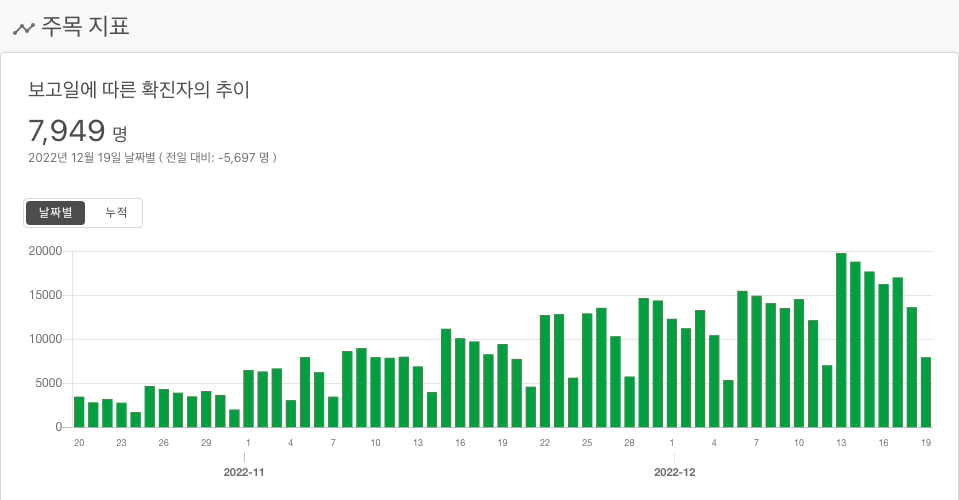 주목 지표
보고일에 따른 확진자의 추이
7,949 명
2022년 12월 19일 날짜별 ( 전일 대비: -5,697 명 )
날짜별 누적
20000
15000
10000
5000
0
20 23 26 29 1 4 7 10 13 16 19 22 25 28 1 4 7 10 13 16 19
2022-11 2022-12